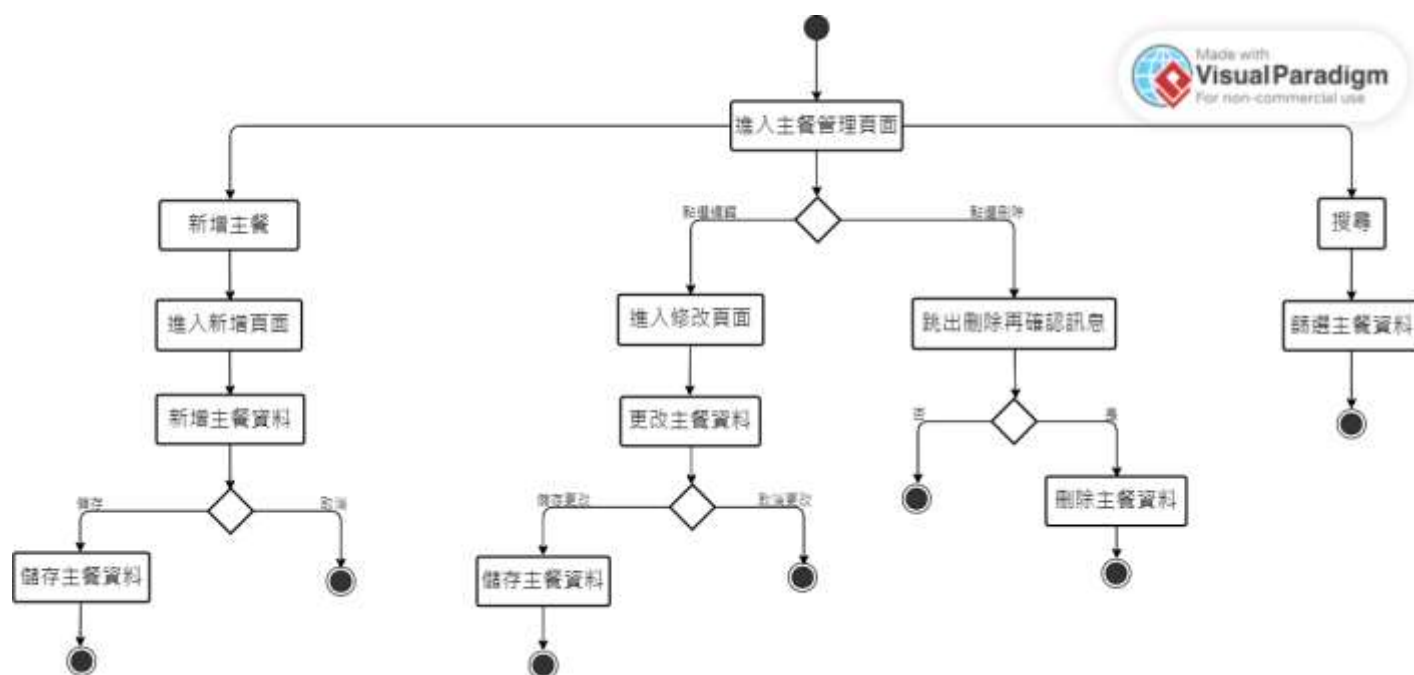 Made with
Visual Paradigm
For non-commercial use
進入主餐管理頁面
新增主餐
點選編輯
點選刪除
搜尋
進入新增頁面
進入修改頁面
跳出刪除再確認訊息
篩選主餐資料
新增主餐資料
更改主餐資料
否
是
儲存
取消
儲存更改
取消更改
刪除主餐資料
儲存主餐資料
儲存主餐資料